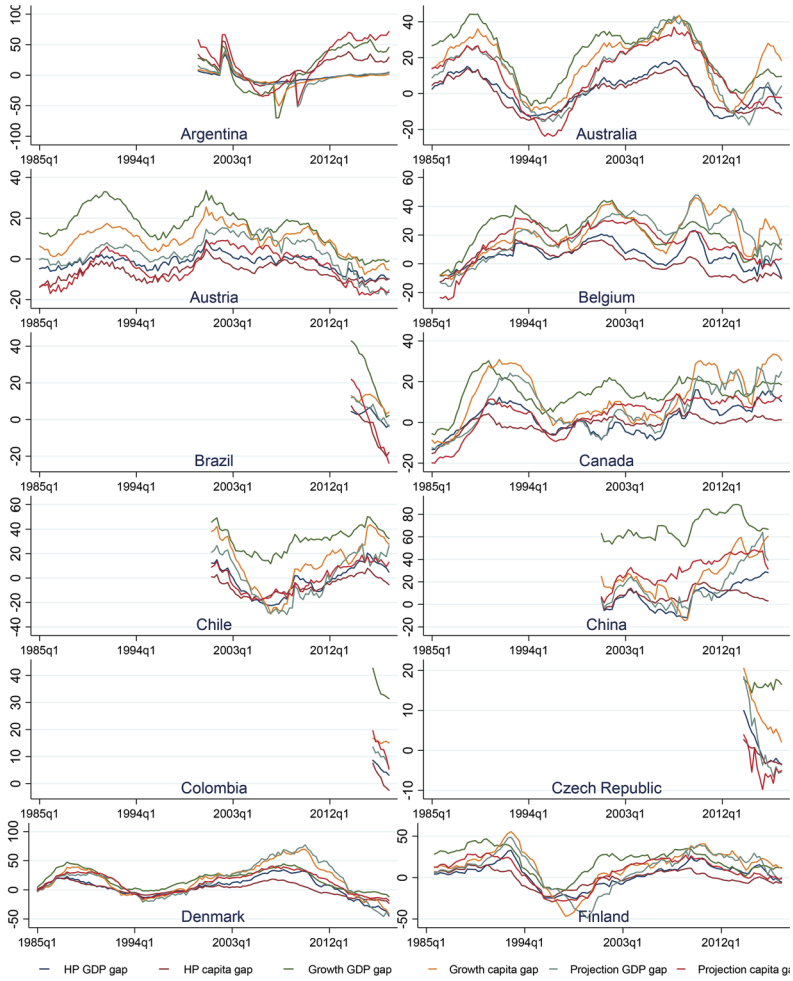 100
50
0
-50
-100
Argentina
1985q1 1994q1 2003q1 2012q1
40
20
0
-20
Australia
1985q1 1994q1 2003q1 2012q1
40
20
0
-20
Austria
1985q1 1994q1 2003q1 2012q1
60
40
20
0
-20
Belgium
1985q1 1994q1 2003q1 2012q1
40
20
0
-20
Brazil
1985q1 1994q1 2003q1 2012q1
40
20
0
-20
Canada
1985q1 1994q1 2003q1 2012q1
60
40
20
0
-20
-40
Chile
1985q1 1994q1 2003q1 2012q1
80
60
40
20
0
-20
China
1985q1 1994q1 2003q1 2012q1
40
30
20
10
0
Colombia
1985q1 1994q1 2003q1 2012q1
20
10
0
-10
Czech Republic
1985q1 1994q1 2003q1 2012q1
100
50
0
-50
Denmark
1985q1 1994q1 2003q1 2012q1
50
0
-50
Finland
1985q1 1994q1 2003q1 2012q1
HP GDP gap HP capita gap Growth GDP gap Growth capita gap Projection GDP gap Projection capita ga